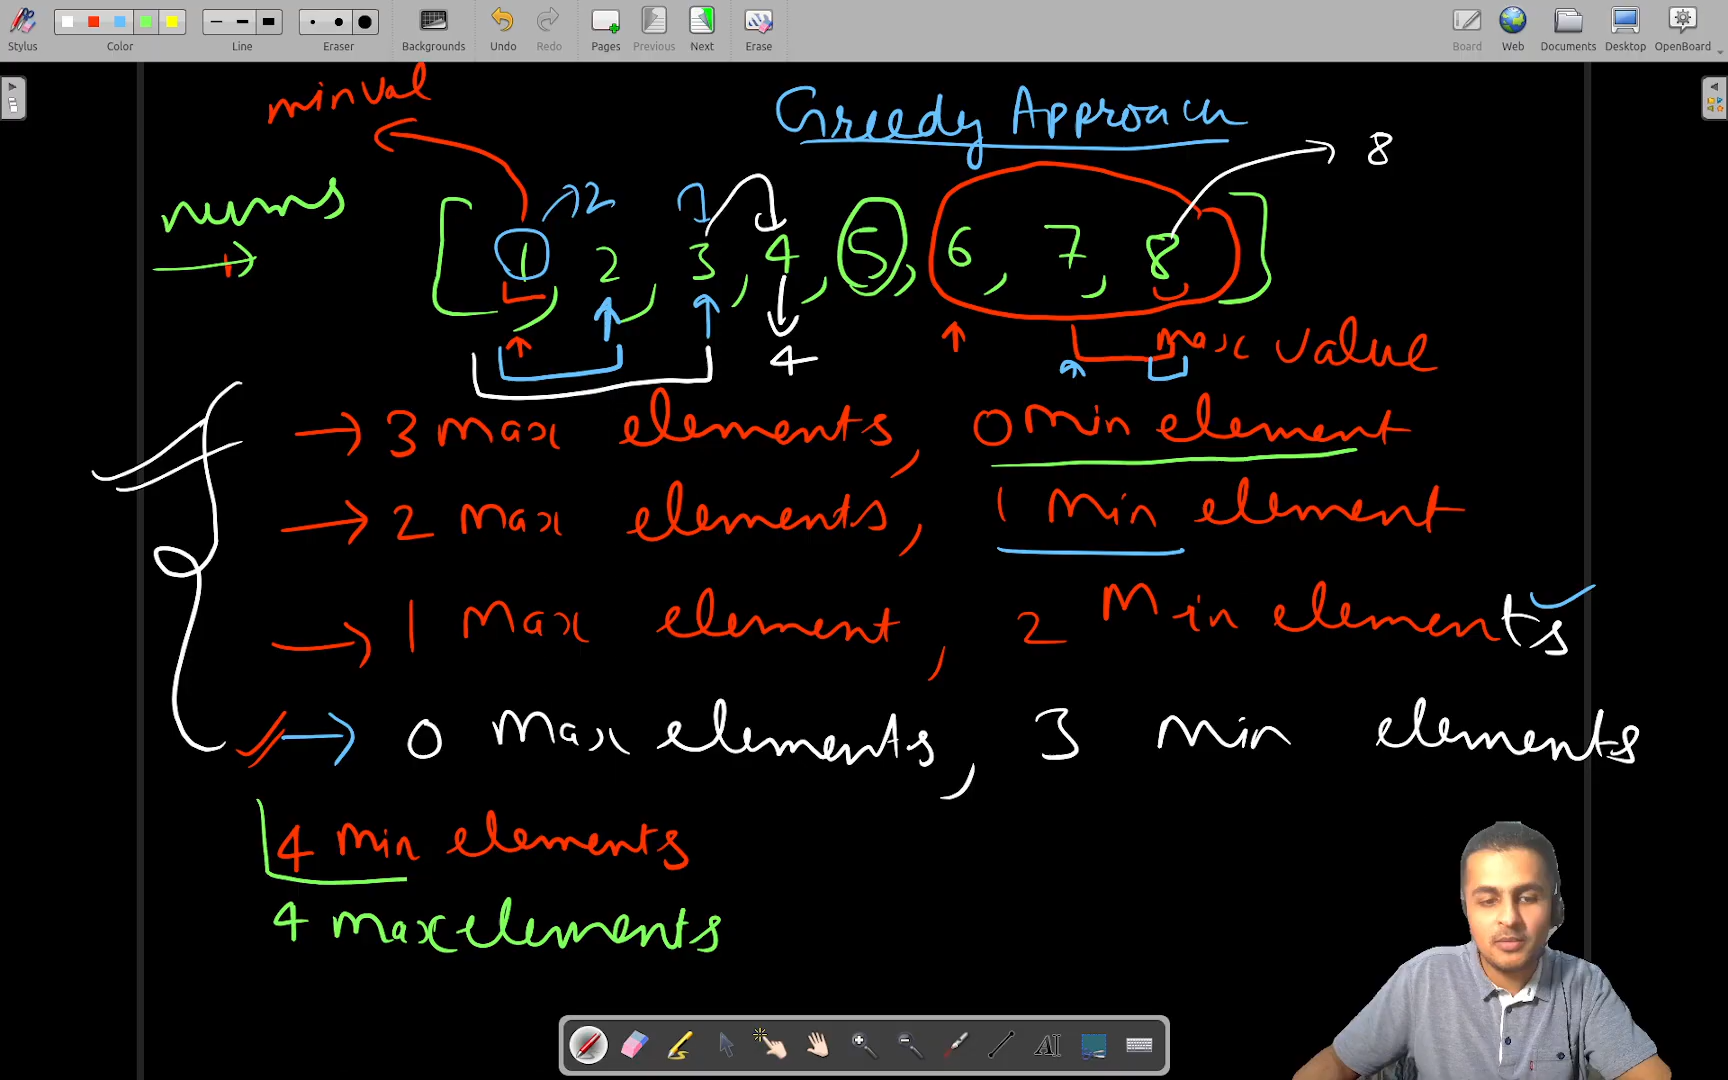 Stylus Color Line Eraser Backgrounds Undo Redo Pages Previous Next Erase Board Web Documents Desktop OpenBoard
minval
Greedy Approach
8
nums
2
[1, 2, 3, 4, 5, 6, 7, 8]
4
max value
→ 3 max elements, 0 min element
→ 2 max elements, 1 min element
→ 1 max element, 2 Min elements
→ 0 max elements, 3 min elements
4 min elements
4 max elements
AI